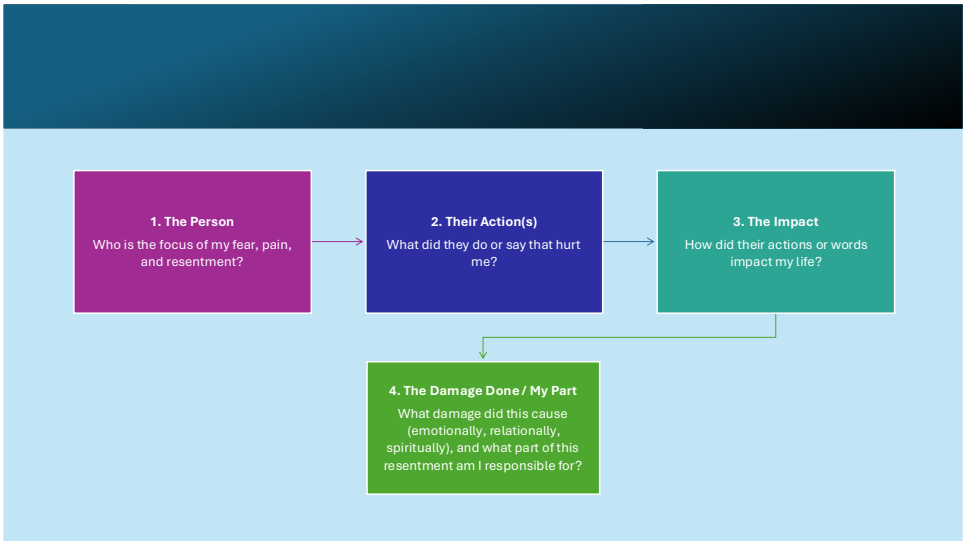 1. The Person
Who is the focus of my fear, pain,
and resentment?
2. Their Action(s)
What did they do or say that hurt
me?
3. The Impact
How did their actions or words
impact my life?
4. The Damage Done / My Part
What damage did this cause
(emotionally, relationally,
spiritually), and what part of this
resentment am I responsible for?